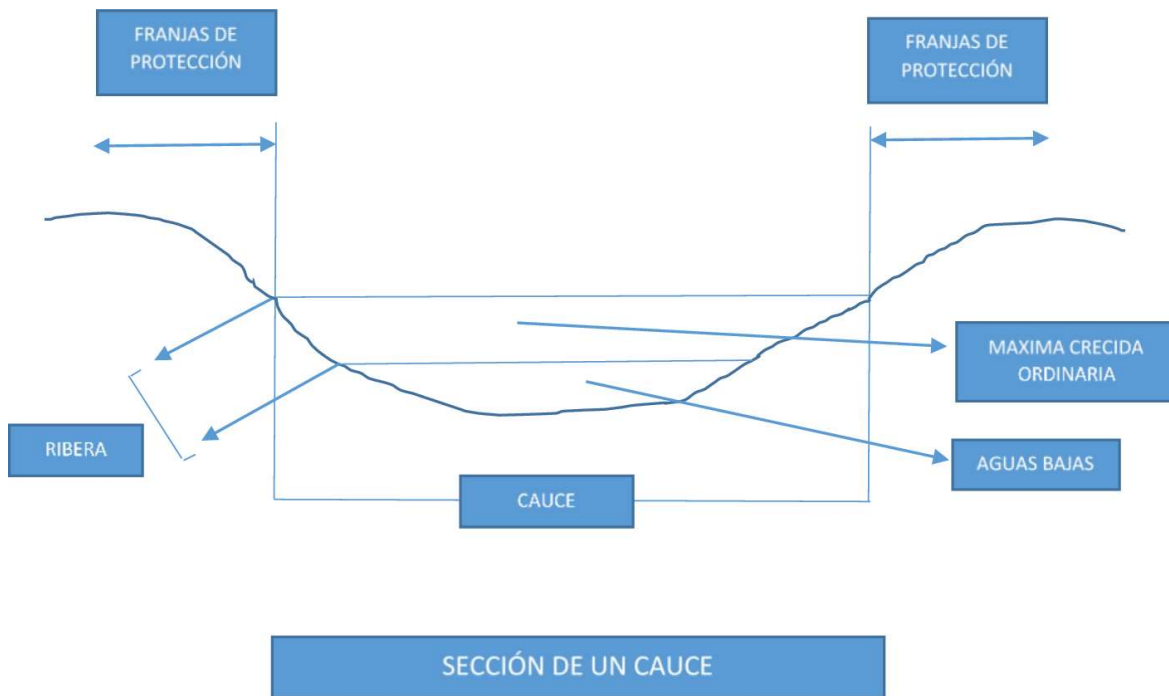 FRANJAS DE
PROTECCIÓN
FRANJAS DE
PROTECCIÓN
MAXIMA CRECIDA
ORDINARIA
RIBERA
AGUAS BAJAS
CAUCE
SECCIÓN DE UN CAUCE